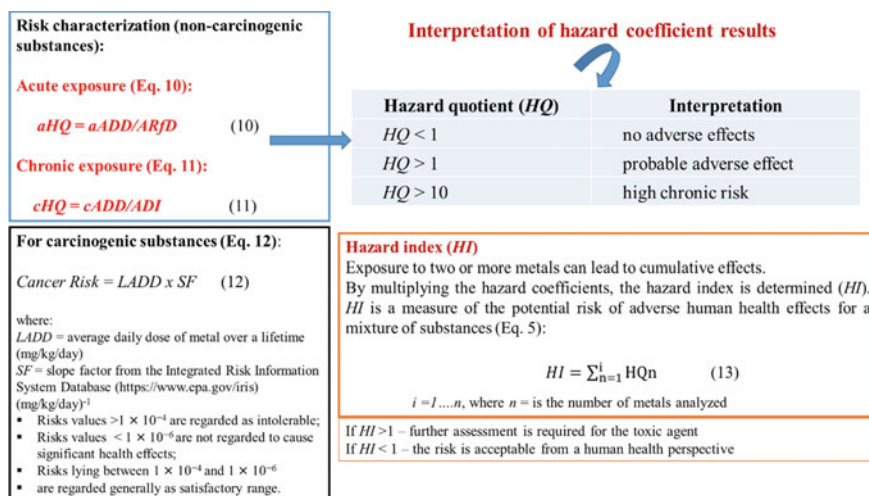 Risk characterization (non-carcinogenic
substances):
Acute exposure (Eq. 10):
aHQ = aADD/ARfD (10)
Chronic exposure (Eq. 11):
cHQ = cADD/ADI (11)
Interpretation of hazard coefficient results
Hazard quotient (HQ) Interpretation
HQ < 1 no adverse effects
HQ > 1 probable adverse effect
HQ > 10 high chronic risk
For carcinogenic substances (Eq. 12):
Cancer Risk = LADD x SF (12)
where:
LADD = average daily dose of metal over a lifetime
(mg/kg/day)
SF = slope factor from the Integrated Risk Information
System Database (https://www.epa.gov/iris)
(mg/kg/day)⁻¹
▪ Risks values >1 × 10⁻⁴ are regarded as intolerable;
▪ Risks values < 1 × 10⁻⁶ are not regarded to cause
significant health effects;
▪ Risks lying between 1 × 10⁻⁴ and 1 × 10⁻⁶
▪ are regarded generally as satisfactory range.
Hazard index (HI)
Exposure to two or more metals can lead to cumulative effects.
By multiplying the hazard coefficients, the hazard index is determined (HI).
HI is a measure of the potential risk of adverse human health effects for a
mixture of substances (Eq. 5):
HI = ∑ⁱₙ₌₁ HQn (13)
i =1....n, where n = is the number of metals analyzed
If HI >1 – further assessment is required for the toxic agent
If HI < 1 – the risk is acceptable from a human health perspective